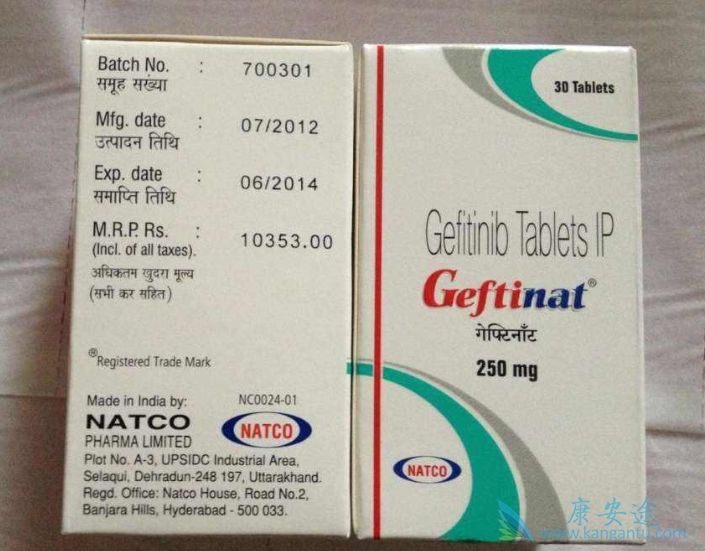 Batch No. : 700301
समूह संख्या
Mfg. date : 07/2012
उत्पादन तिथि
Exp. date : 06/2014
समाप्ति तिथि
M.R.P. Rs. : 10353.00
(Incl. of all taxes).
अधिकतम खुदरा मूल्य
(सभी कर सहित)
®Registered Trade Mark
Made in India by: NC0024-01
NATCO
PHARMA LIMITED
NATCO
Plot No. A-3, UPSIDC Industrial Area,
Selaqui, Dehradun-248 197, Uttarakhand.
Regd. Office: Natco House, Road No.2,
Banjara Hills, Hyderabad - 500 033.
30 Tablets
Gefitinib Tablets IP
Geftinat®
गेफ्टिनॉट
250 mg
NATCO
康安途
www.kangantu.com